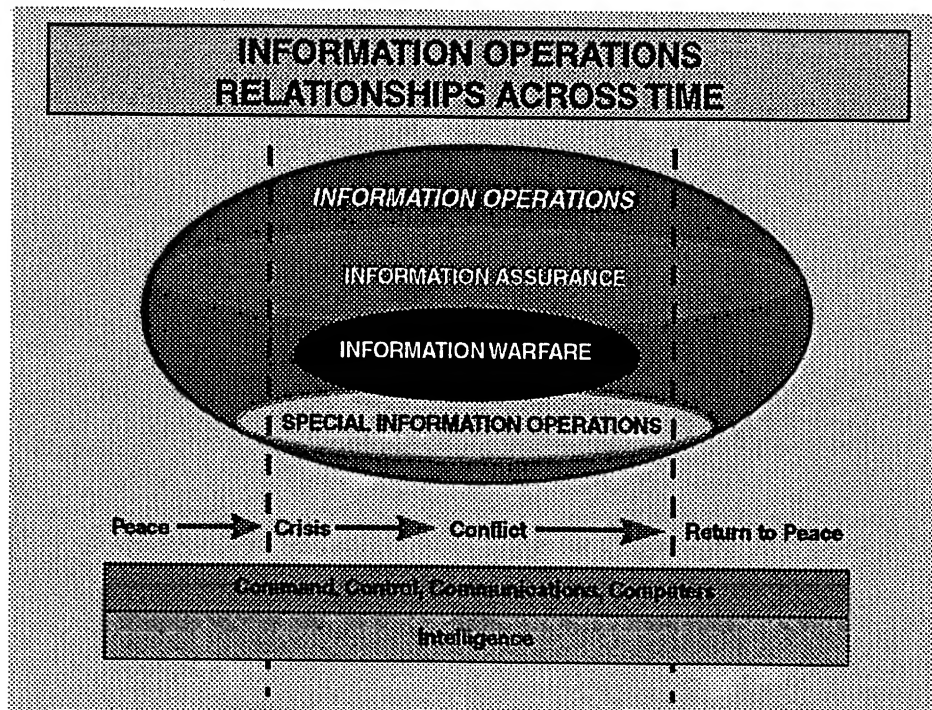 INFORMATION OPERATIONS
RELATIONSHIPS ACROSS TIME
INFORMATION OPERATIONS
INFORMATION ASSURANCE
INFORMATION WARFARE
SPECIAL INFORMATION OPERATIONS
Peace Crisis Conflict Return to Peace
Command, Control, Communications, Computers
Intelligence